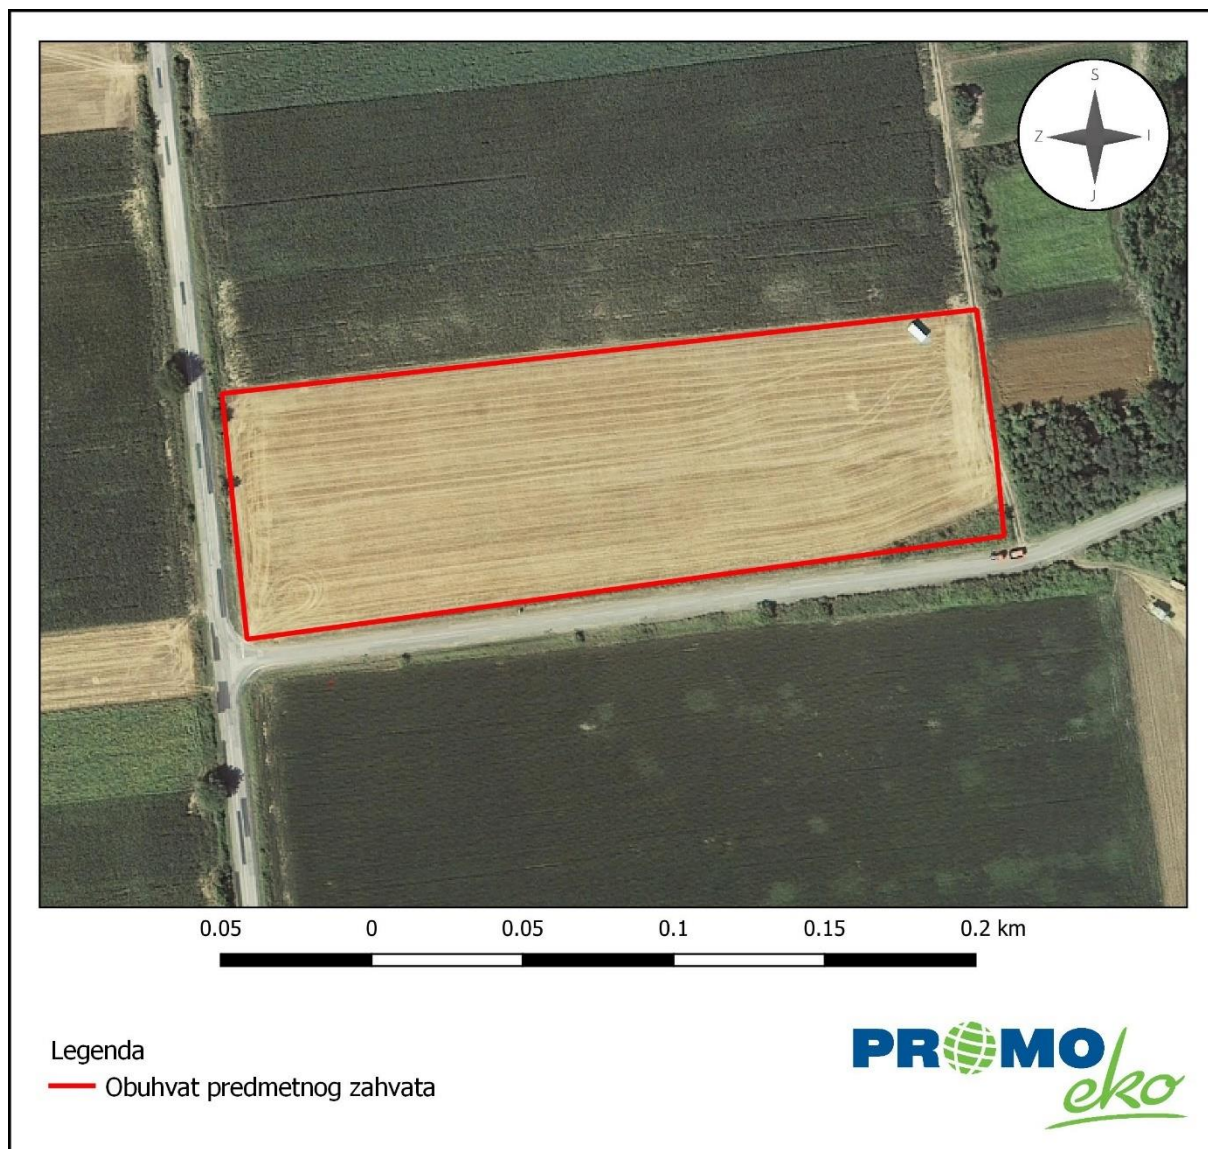 S
Z I
J
0.05 0 0.05 0.1 0.15 0.2 km
Legenda
Obuhvat predmetnog zahvata
PROMO
eko